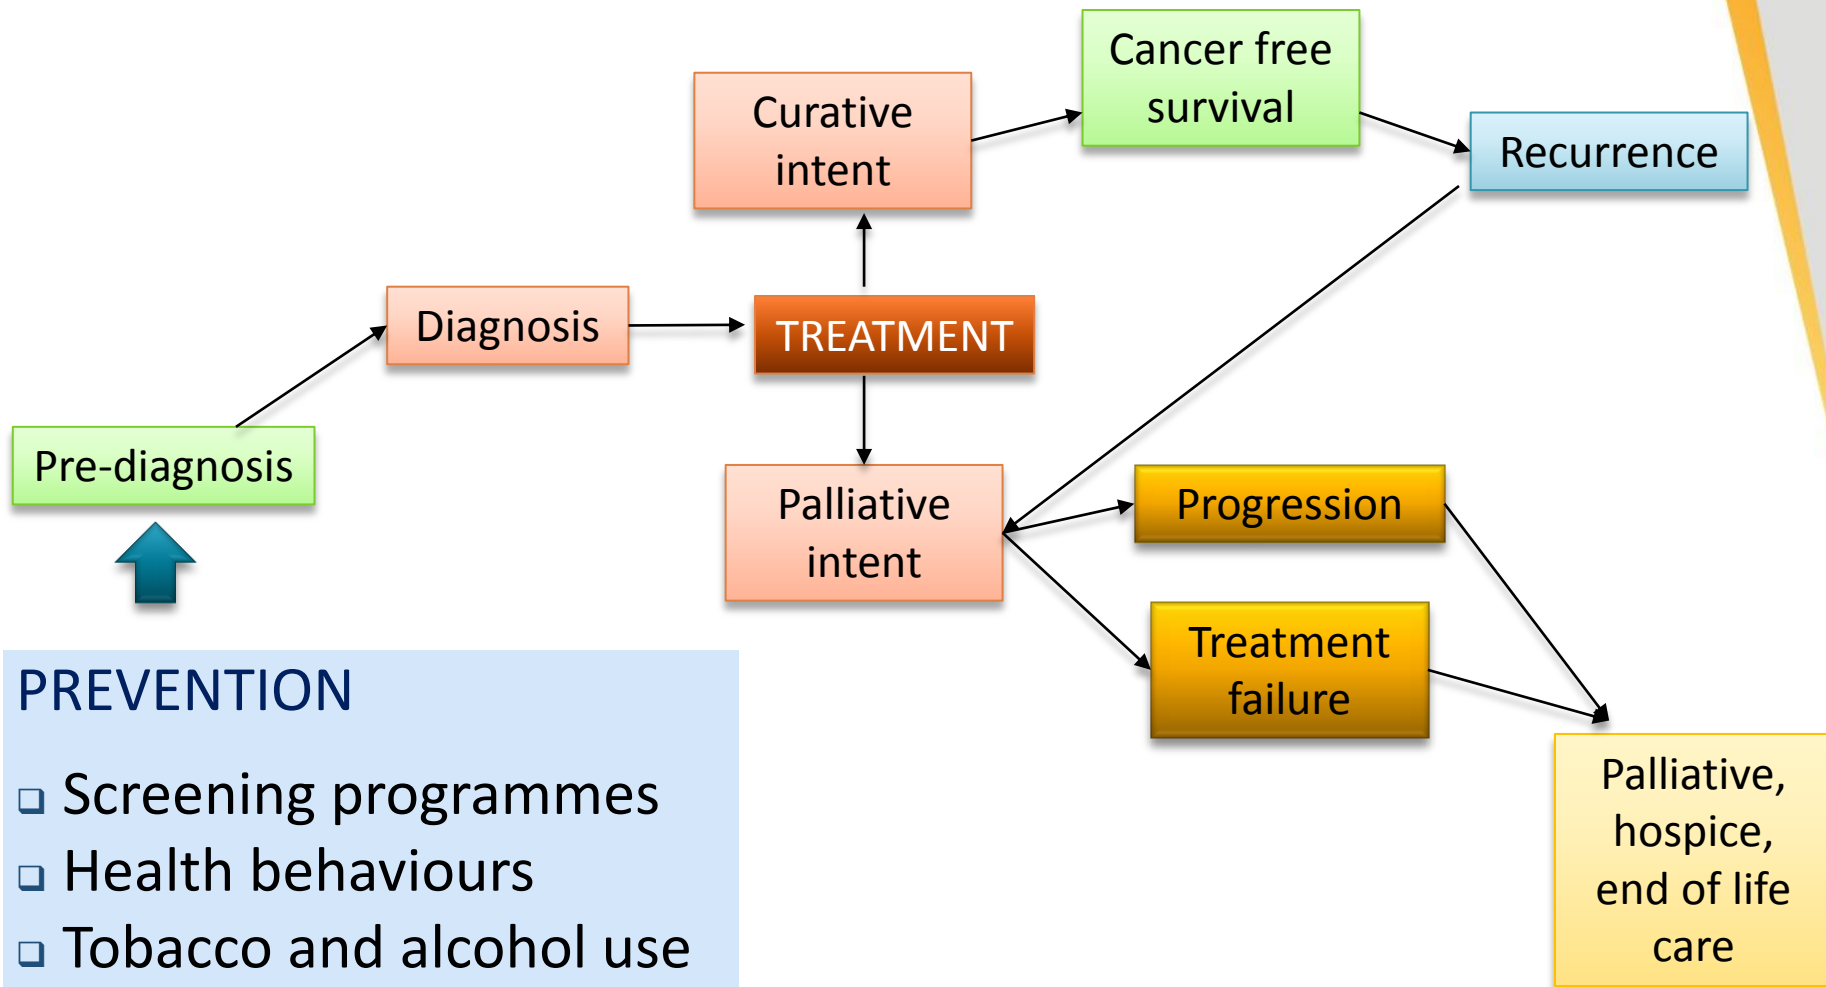 Cancer free
survival
Curative
intent
Recurrence
Diagnosis
TREATMENT
Pre-diagnosis
Palliative
intent
Progression
Treatment
failure
PREVENTION
Screening programmes
Health behaviours
Tobacco and alcohol use
Palliative,
hospice,
end of life
care